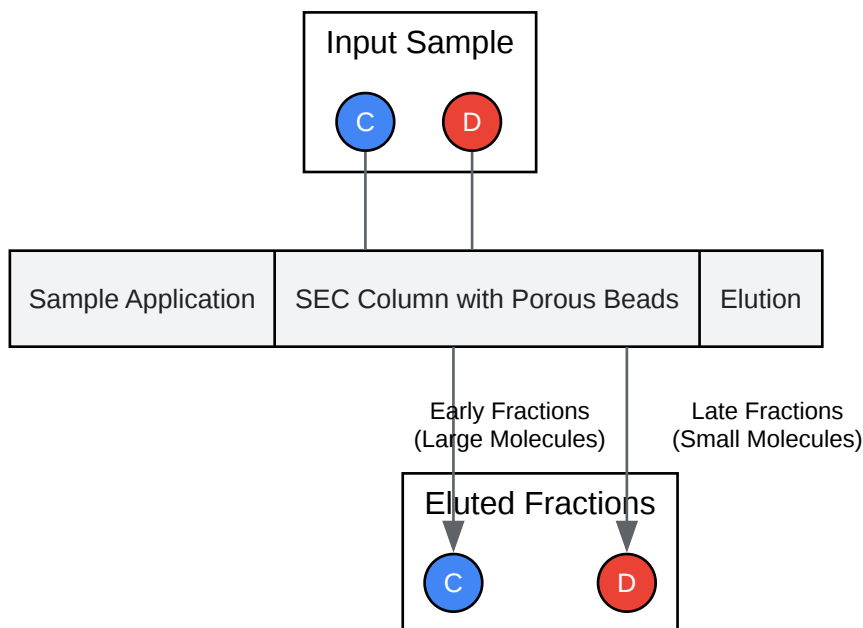 Input Sample
C
D
Sample Application
SEC Column with Porous Beads
Elution
Early Fractions
(Large Molecules)
Late Fractions
(Small Molecules)
Eluted Fractions
C
D